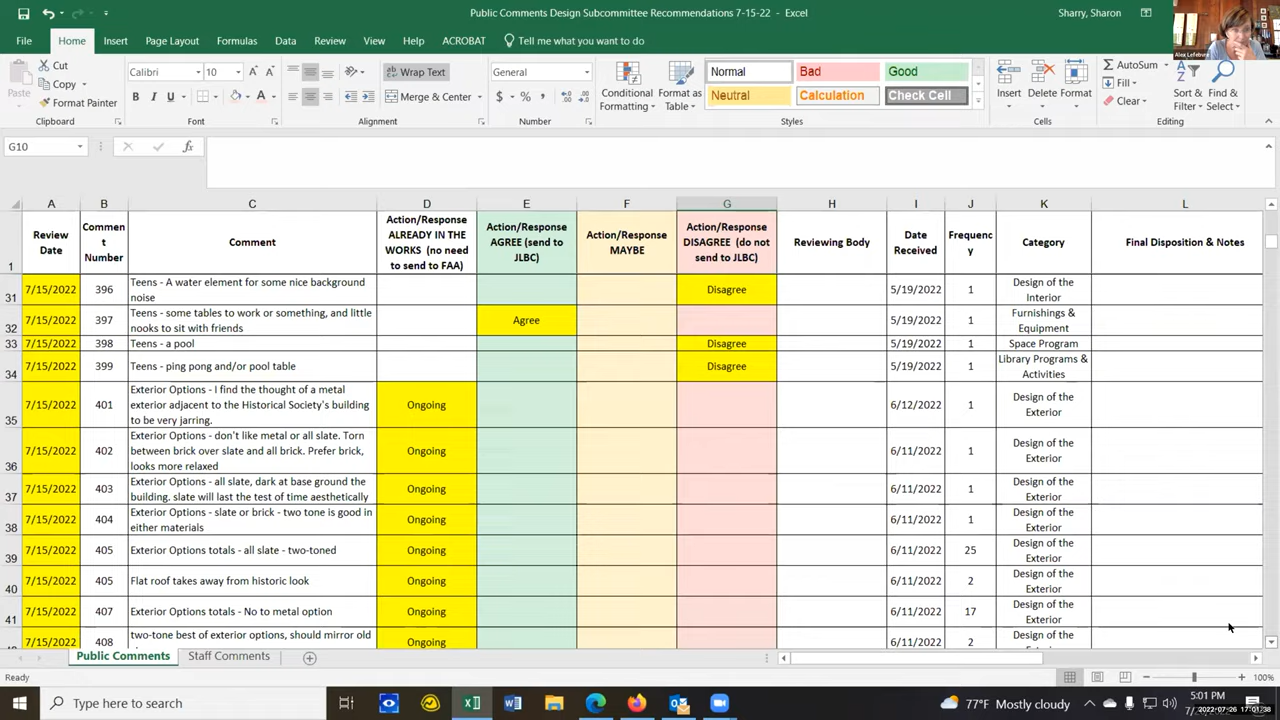 Public Comments Design Subcommittee Recommendations 7-15-22 - Excel
Sharry, Sharon
File Home Insert Page Layout Formulas Data Review View Help ACROBAT Tell me what you want to do
Alex Lefebvre
Paste
Cut
Copy
Format Painter
Clipboard
Calibri 10
B I U
Font
Wrap Text
Merge & Center
Alignment
General
$ % ,
Number
Conditional Formatting
Format as Table
Normal Bad Good
Neutral Calculation Check Cell
Styles
Insert Delete Format
Cells
AutoSum
Fill
Clear
Sort & Filter
Find & Select
Editing
G10
fx
A B C D E F G H I J K L
1
Review Date
Comment Number
Comment
Action/Response ALREADY IN THE WORKS (no need to send to FAA)
Action/Response AGREE (send to JLBC)
Action/Response MAYBE
Action/Response DISAGREE (do not send to JLBC)
Reviewing Body
Date Received
Frequency
Category
Final Disposition & Notes
31 7/15/2022 396 Teens - A water element for some nice background noise Disagree 5/19/2022 1 Design of the Interior
32 7/15/2022 397 Teens - some tables to work or something, and little nooks to sit with friends Agree 5/19/2022 1 Furnishings & Equipment
33 7/15/2022 398 Teens - a pool Disagree 5/19/2022 1 Space Program
34 7/15/2022 399 Teens - ping pong and/or pool table Disagree 5/19/2022 1 Library Programs & Activities
35 7/15/2022 401 Exterior Options - I find the thought of a metal exterior adjacent to the Historical Society's building to be very jarring. Ongoing 6/12/2022 1 Design of the Exterior
36 7/15/2022 402 Exterior Options - don't like metal or all slate. Torn between brick over slate and all brick. Prefer brick, looks more relaxed Ongoing 6/11/2022 1 Design of the Exterior
37 7/15/2022 403 Exterior Options - all slate, dark at base ground the building. slate will last the test of time aesthetically Ongoing 6/11/2022 1 Design of the Exterior
38 7/15/2022 404 Exterior Options - slate or brick - two tone is good in either materials Ongoing 6/11/2022 1 Design of the Exterior
39 7/15/2022 405 Exterior Options totals - all slate - two-toned Ongoing 6/11/2022 25 Design of the Exterior
40 7/15/2022 405 Flat roof takes away from historic look Ongoing 6/11/2022 2 Design of the Exterior
41 7/15/2022 407 Exterior Options totals - No to metal option Ongoing 6/11/2022 17 Design of the Exterior
7/15/2022 408 two-tone best of exterior options, should mirror old Ongoing 6/11/2022 2 Design of the
Public Comments Staff Comments
Ready
100%
Type here to search
77°F Mostly cloudy
5:01 PM
2022-07-26 17:01:38